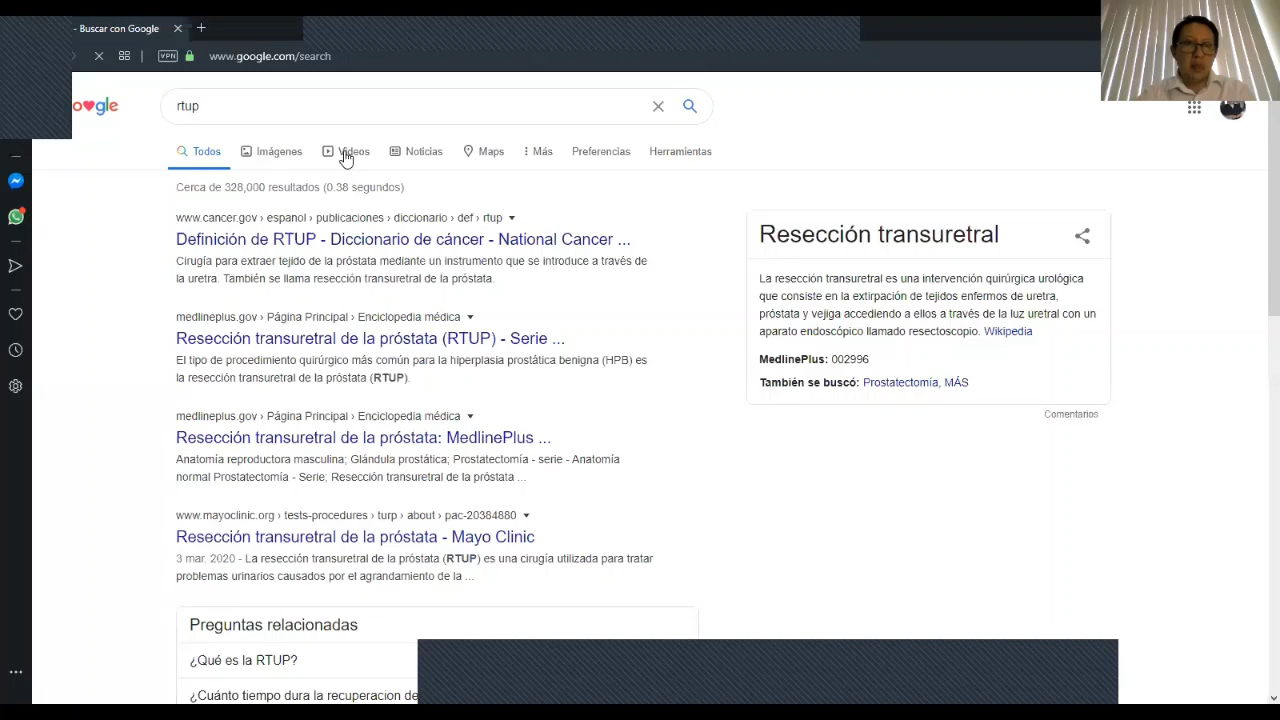 - Buscar con Google
VPN
www.google.com/search
ogle
rtup
Todos Imágenes Videos Noticias Maps Más Preferencias Herramientas
Cerca de 328,000 resultados (0.38 segundos)
www.cancer.gov › espanol › publicaciones › diccionario › def › rtup
Definición de RTUP - Diccionario de cáncer - National Cancer ...
Cirugía para extraer tejido de la próstata mediante un instrumento que se introduce a través de
la uretra. También se llama resección transuretral de la próstata.
medlineplus.gov › Página Principal › Enciclopedia médica
Resección transuretral de la próstata (RTUP) - Serie ...
El tipo de procedimiento quirúrgico más común para la hiperplasia prostática benigna (HPB) es
la resección transuretral de la próstata (RTUP).
medlineplus.gov › Página Principal › Enciclopedia médica
Resección transuretral de la próstata: MedlinePlus ...
Anatomía reproductora masculina; Glándula prostática; Prostatectomía - serie - Anatomía
normal Prostatectomía - Serie; Resección transuretral de la próstata ...
www.mayoclinic.org › tests-procedures › turp › about › pac-20384880
Resección transuretral de la próstata - Mayo Clinic
3 mar. 2020 - La resección transuretral de la próstata (RTUP) es una cirugía utilizada para tratar
problemas urinarios causados por el agrandamiento de la ...
Preguntas relacionadas
¿Qué es la RTUP?
¿Cuánto tiempo dura la recuperacion de
Resección transuretral
La resección transuretral es una intervención quirúrgica urológica
que consiste en la extirpación de tejidos enfermos de uretra,
próstata y vejiga accediendo a ellos a través de la luz uretral con un
aparato endoscópico llamado resectoscopio. Wikipedia
MedlinePlus: 002996
También se buscó: Prostatectomía, MÁS
Comentarios